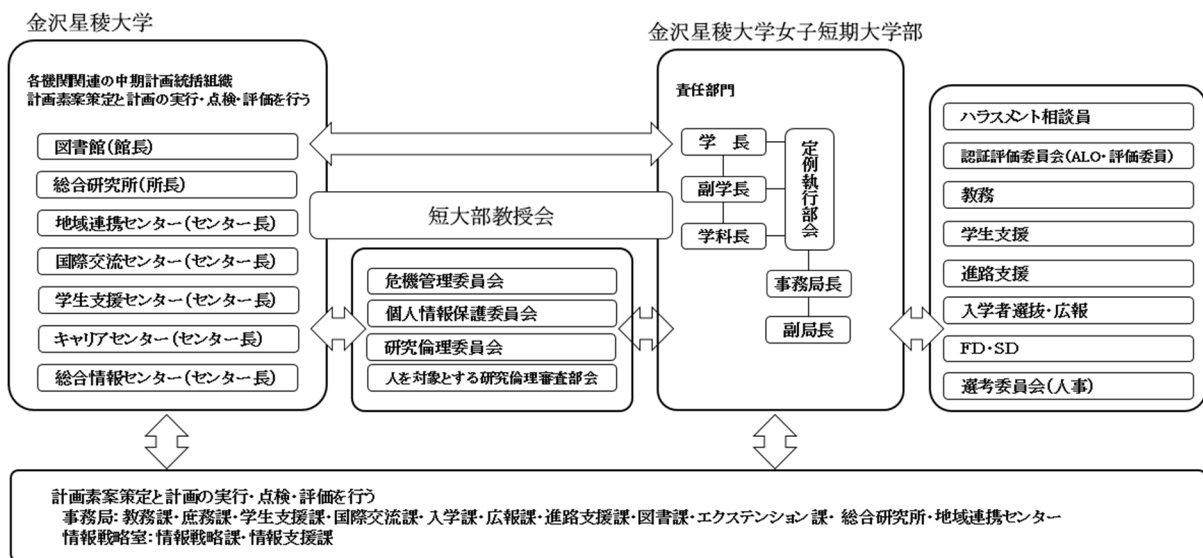 金沢星稜大学
各機関関連の中期計画統括組織
計画素案策定と計画の実行・点検・評価を行う
図書館(館長)
総合研究所(所長)
地域連携センター(センター長)
国際交流センター(センター長)
学生支援センター(センター長)
キャリアセンター(センター長)
総合情報センター(センター長)
短大部教授会
危機管理委員会
個人情報保護委員会
研究倫理委員会
人を対象とする研究倫理審査部会
金沢星稜大学女子短期大学部
責任部門
学 長
副学長
学科長
定例執行部会
事務局長
副局長
ハラスメント相談員
認証評価委員会(ALO・評価委員)
教務
学生支援
進路支援
入学者選抜・広報
FD・SD
選考委員会(人事)
計画素案策定と計画の実行・点検・評価を行う
事務局:教務課・庶務課・学生支援課・国際交流課・入学課・広報課・進路支援課・図書課・エクステンション課・ 総合研究所・地域連携センター
情報戦略室:情報戦略課・情報支援課